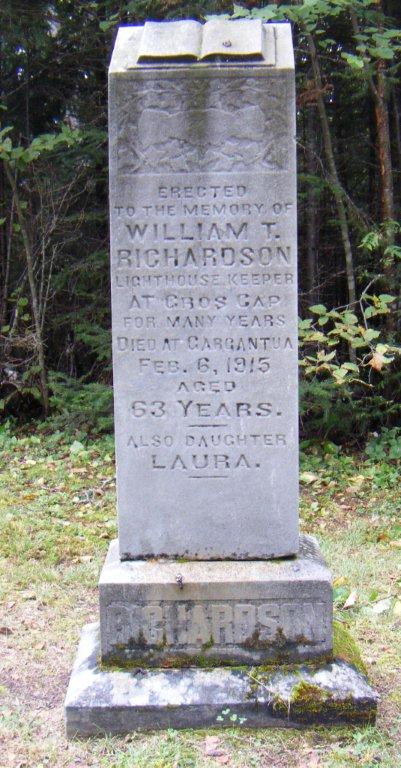 ERECTED
TO THE MEMORY OF
WILLIAM T.
RICHARDSON
LIGHTHOUSE KEEPER
AT GROS CAP
FOR MANY YEARS
DIED AT GARGANTUA
FEB. 6, 1915
AGED
63 YEARS.
ALSO DAUGHTER
LAURA.
RICHARDSON